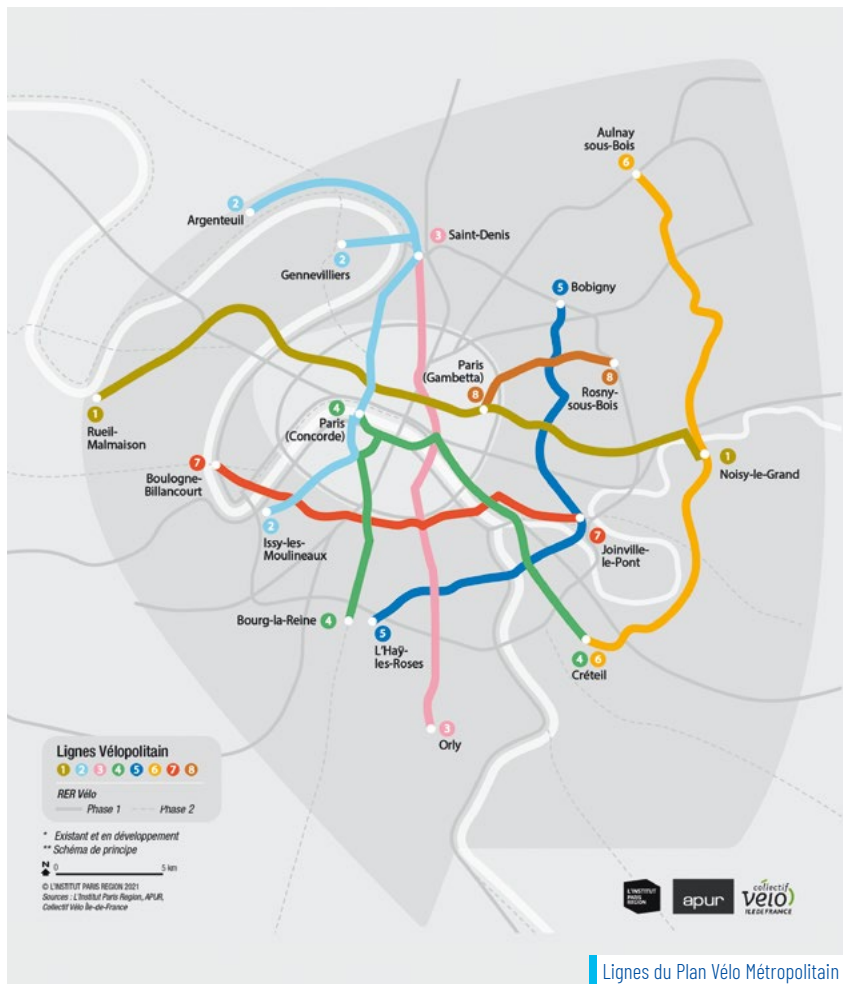 Aulnay
sous-Bois
6
2
Argenteuil
3 Saint-Denis
2
Gennevilliers
5 Bobigny
Paris
(Gambetta)
8
8
Rosny-
sous-Bois
1
Rueil-
Malmaison
4
Paris
(Concorde)
1
Noisy-le-Grand
7
Boulogne-
Billancourt
2
Issy-les-
Moulineaux
7
Joinville-
le-Pont
Bourg-la-Reine 4
5
L'Haÿ-
les-Roses
4 6
Créteil
3
Orly
Lignes Vélopolitain
1 2 3 4 5 6 7 8
RER Vélo
Phase 1 Phase 2
* Existant et en développement
** Schéma de principe
N 0 5 km
© L'INSTITUT PARIS REGION 2021
Sources : L'Institut Paris Region, APUR,
Collectif Vélo Île-de-France
L'INSTITUT
PARIS
REGION
apur
collectif
vélo
ILE DE FRANCE
Lignes du Plan Vélo Métropolitain